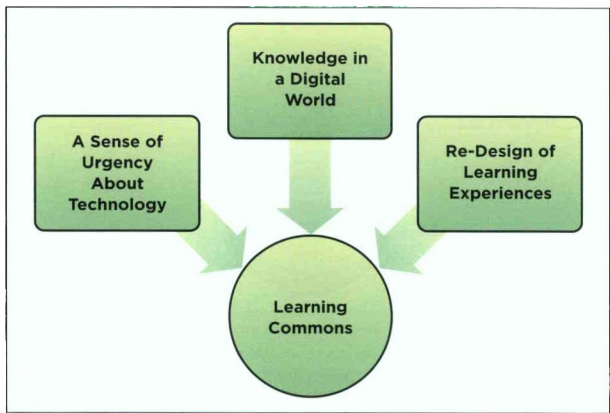 Knowledge in
a Digital
World
A Sense of
Urgency
About
Technology
Re-Design of
Learning
Experiences
Learning
Commons